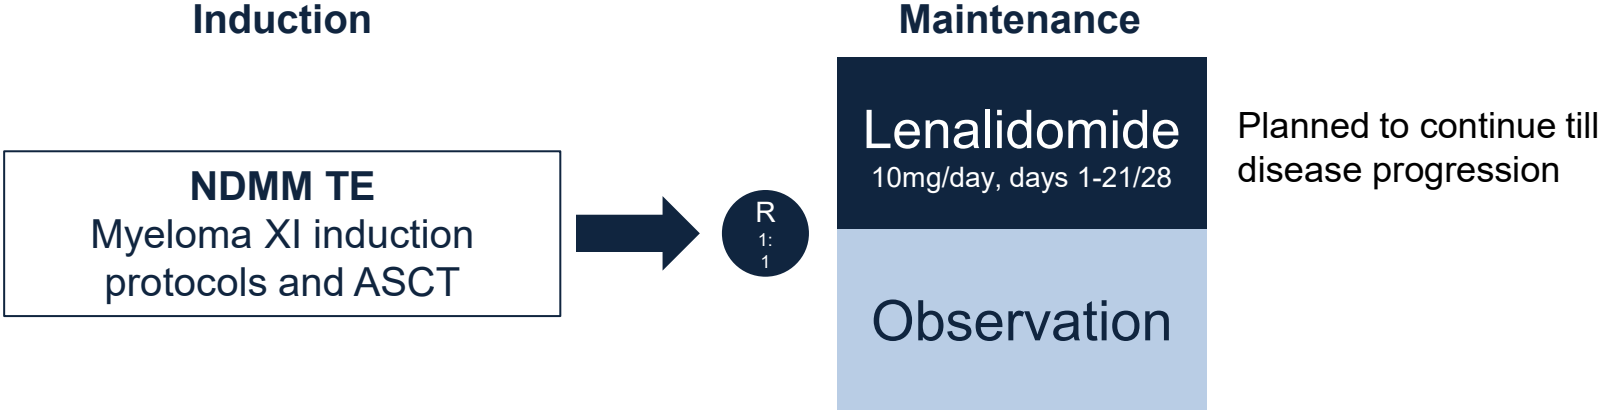 Induction
Maintenance
NDMM TE
Myeloma XI induction
protocols and ASCT
R
1:
1
Lenalidomide
10mg/day, days 1-21/28
Observation
Planned to continue till
disease progression